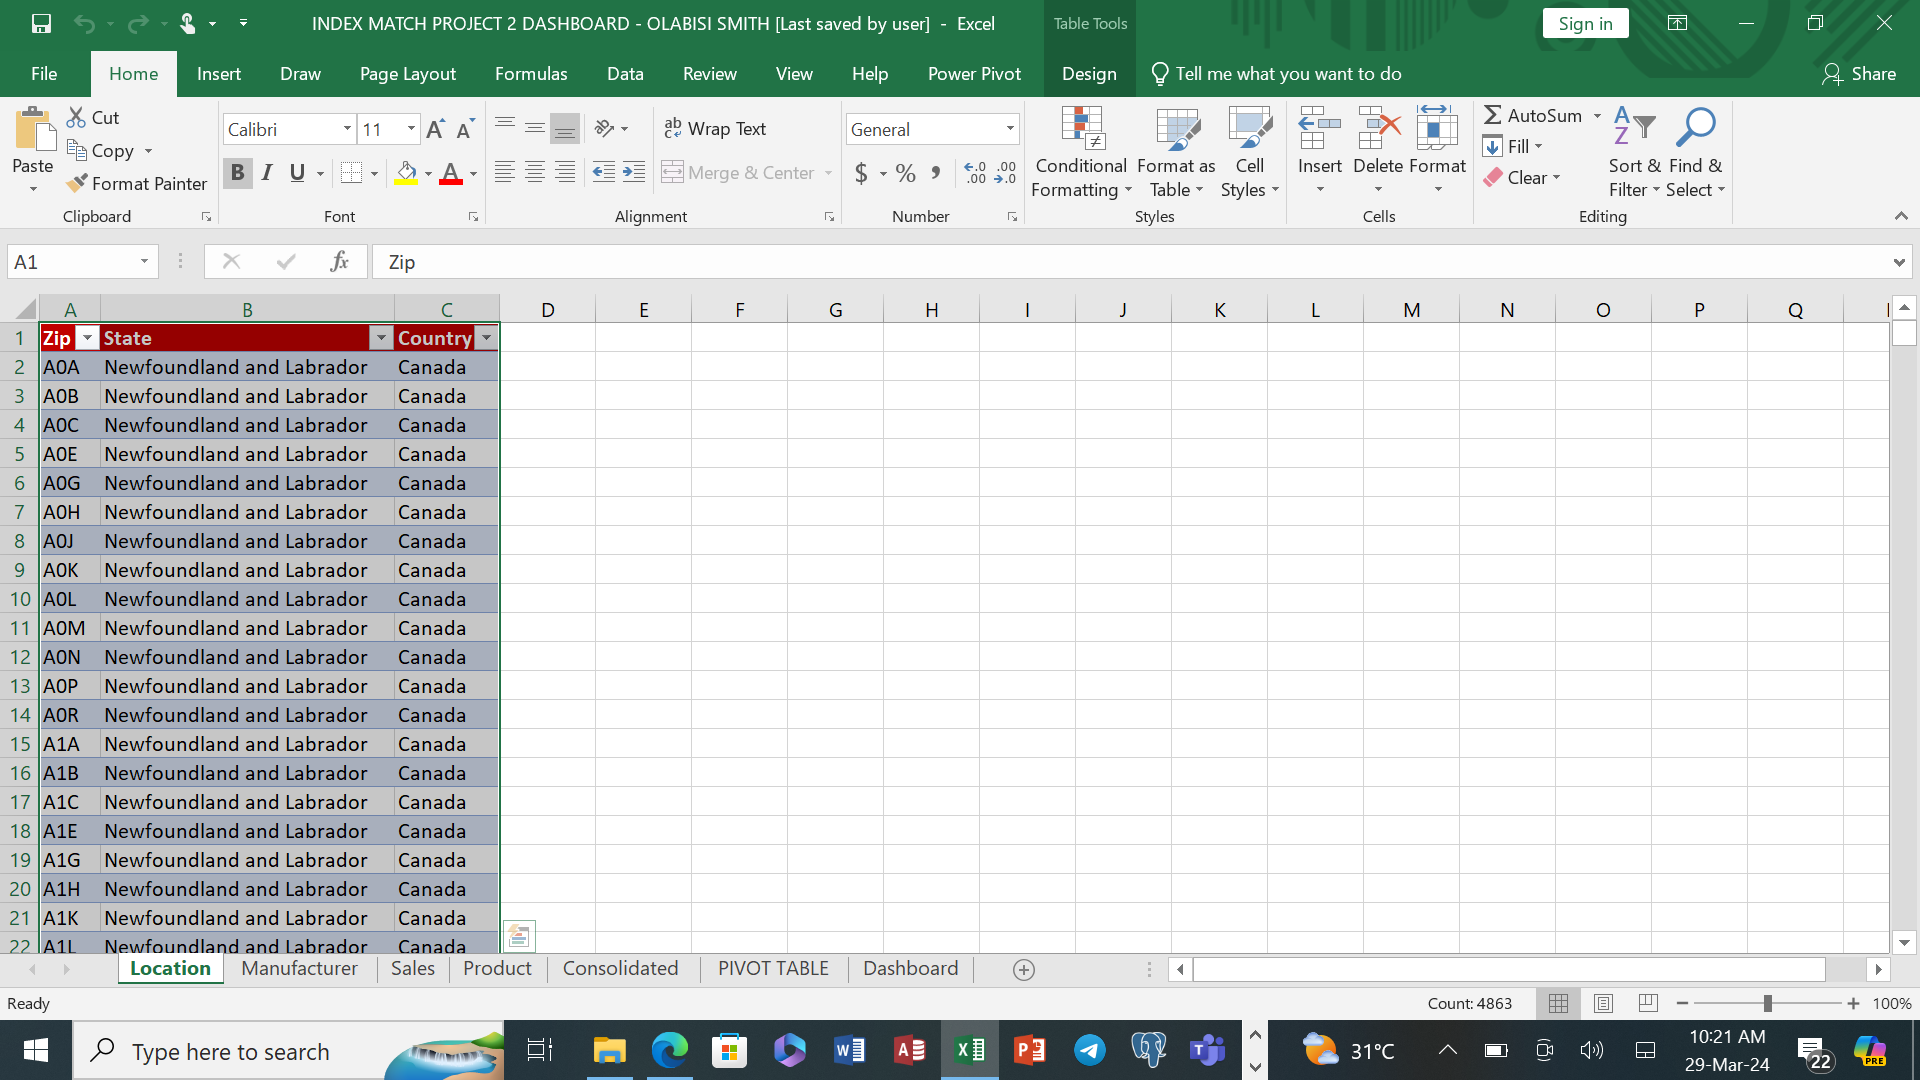 INDEX MATCH PROJECT 2 DASHBOARD - OLABISI SMITH [Last saved by user] - Excel
Table Tools
Sign in
File Home Insert Draw Page Layout Formulas Data Review View Help Power Pivot Design Tell me what you want to do Share
Paste
Cut
Copy
Format Painter
Clipboard
Calibri 11
B I U
Font
Wrap Text
Merge & Center
Alignment
General
$ % ,
Number
Conditional Formatting
Format as Table
Cell Styles
Styles
Insert Delete Format
Cells
AutoSum
Fill
Clear
Sort & Filter
Find & Select
Editing
A1 fx Zip
A B C D E F G H I J K L M N O P Q
1 Zip State Country
2 A0A Newfoundland and Labrador Canada
3 A0B Newfoundland and Labrador Canada
4 A0C Newfoundland and Labrador Canada
5 A0E Newfoundland and Labrador Canada
6 A0G Newfoundland and Labrador Canada
7 A0H Newfoundland and Labrador Canada
8 A0J Newfoundland and Labrador Canada
9 A0K Newfoundland and Labrador Canada
10 A0L Newfoundland and Labrador Canada
11 A0M Newfoundland and Labrador Canada
12 A0N Newfoundland and Labrador Canada
13 A0P Newfoundland and Labrador Canada
14 A0R Newfoundland and Labrador Canada
15 A1A Newfoundland and Labrador Canada
16 A1B Newfoundland and Labrador Canada
17 A1C Newfoundland and Labrador Canada
18 A1E Newfoundland and Labrador Canada
19 A1G Newfoundland and Labrador Canada
20 A1H Newfoundland and Labrador Canada
21 A1K Newfoundland and Labrador Canada
22 A1L Newfoundland and Labrador Canada
Location Manufacturer Sales Product Consolidated PIVOT TABLE Dashboard
Ready Count: 4863 100%
Type here to search
31°C
10:21 AM
29-Mar-24
22
PRE